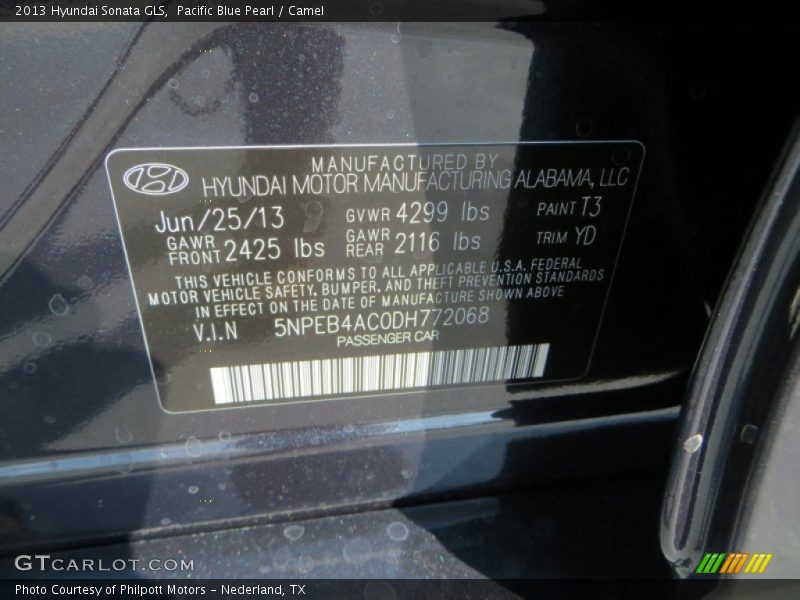 2013 Hyundai Sonata GLS, Pacific Blue Pearl / Camel
MANUFACTURED BY
HYUNDAI MOTOR MANUFACTURING ALABAMA, LLC
Jun/25/13 GVWR 4299 lbs PAINT T3
GAWR FRONT 2425 lbs GAWR REAR 2116 lbs TRIM YD
THIS VEHICLE CONFORMS TO ALL APPLICABLE U.S.A. FEDERAL
MOTOR VEHICLE SAFETY, BUMPER, AND THEFT PREVENTION STANDARDS
IN EFFECT ON THE DATE OF MANUFACTURE SHOWN ABOVE
V.I.N 5NPEB4AC0DH772068
PASSENGER CAR
GTCARLOT.COM
Photo Courtesy of Philpott Motors - Nederland, TX